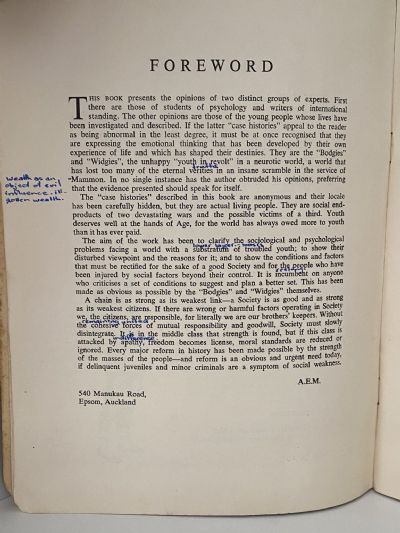 FOREWORD
THIS BOOK presents the opinions of two distinct groups of experts. First
there are those of students of psychology and writers of international
standing. The other opinions are those of the young people whose lives have
been investigated and described. If the latter "case histories" appeal to the reader
as being abnormal in the least degree, it must be at once recognised that they
are expressing the emotional thinking that has been developed by their own
experience of life and which has shaped their destinies. They are the "Bodgies"
and "Widgies", the unhappy "youth in revolt" in a neurotic world, a world that
truths
has lost too many of the eternal verities in an insane scramble in the service of
Wealth as an
object of evil
influence. ill-
gotten wealth.
Mammon. In no single instance has the author obtruded his opinions, preferring
that the evidence presented should speak for itself.
The "case histories" described in this book are anonymous and their locale
has been carefully hidden, but they are actual living people. They are social end-
products of two devastating wars and the possible victims of a third. Youth
deserves well at the hands of Age, for the world has always owed more to youth
than it has ever paid.
The aim of the work has been to clarify the sociological and psychological
problems facing a world with a substratum of troubled youth; to show their
disturbed viewpoint and the reasons for it; and to show the conditions and factors
that must be rectified for the sake of a good Society and for the people who have
been injured by social factors beyond their control. It is incumbent on anyone
who criticises a set of conditions to suggest and plan a better set. This has been
made as obvious as possible by the "Bodgies" and "Widgies" themselves.
A chain is as strong as its weakest link—a Society is as good and as strong
as its weakest citizens. If there are wrong or harmful factors operating in Society
we, the citizens, are responsible, for literally we are our brothers' keepers. Without
the cohesive forces of mutual responsibility and goodwill, Society must slowly
disintegrate. It is in the middle class that strength is found, but if this class is
indifference
attacked by apathy, freedom becomes license, moral standards are reduced or
ignored. Every major reform in history has been made possible by the strength
of the masses of the people—and reform is an obvious and urgent need today,
if delinquent juveniles and minor criminals are a symptom of social weakness.
A.E.M.
540 Manukau Road,
Epsom, Auckland